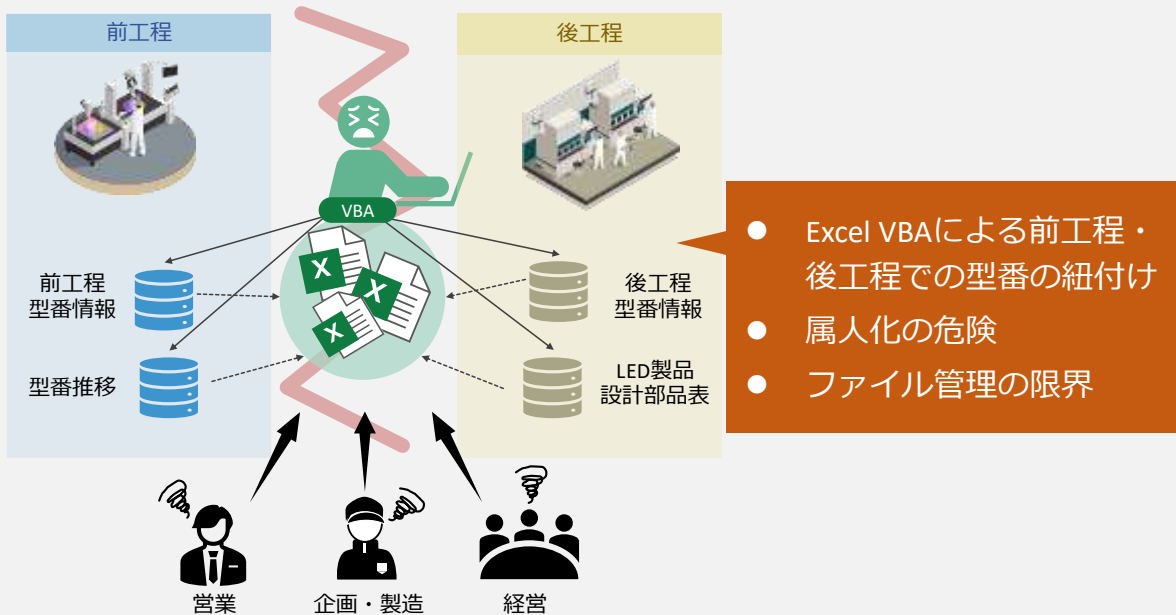 前工程
後工程
VBA
X
X
X
前工程
型番情報
型番推移
後工程
型番情報
LED製品
設計部品表
● Excel VBAによる前工程・
後工程での型番の紐付け
● 属人化の危険
● ファイル管理の限界
営業
企画・製造
経営